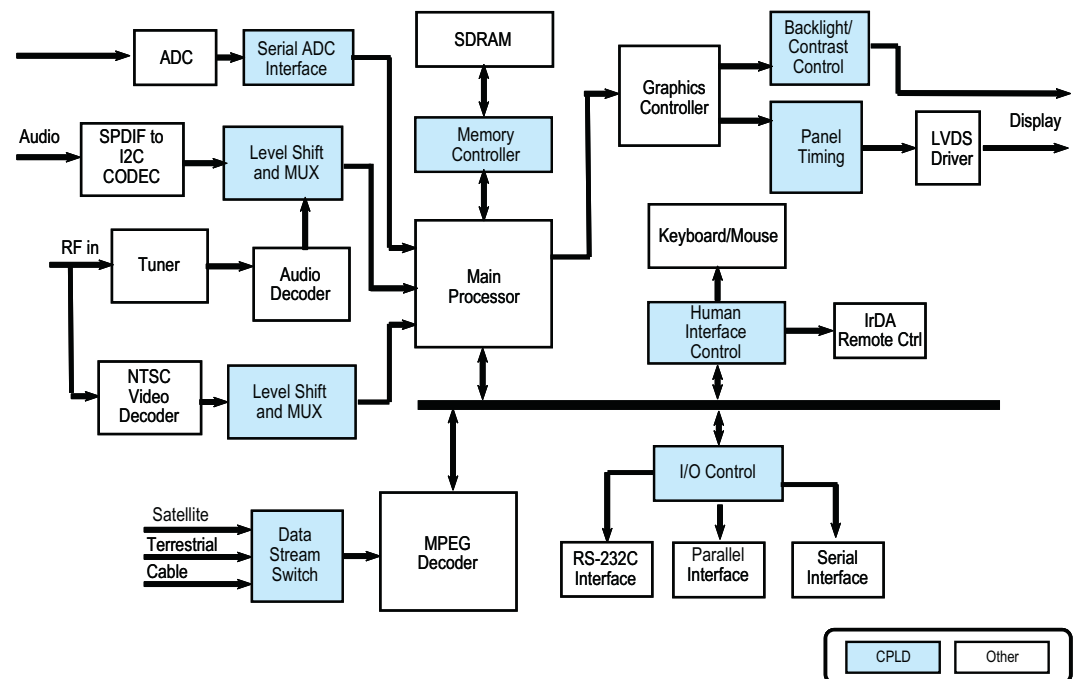 ADC
Serial ADC
Interface
SDRAM
Graphics
Controller
Backlight/
Contrast
Control
Audio
SPDIF to
I2C
CODEC
Level Shift
and MUX
Memory
Controller
Panel
Timing
LVDS
Driver
Display
RF in
Tuner
Audio
Decoder
Main
Processor
Keyboard/Mouse
Human
Interface
Control
IrDA
Remote Ctrl
NTSC
Video
Decoder
Level Shift
and MUX
I/O Control
Satellite
Terrestrial
Cable
Data
Stream
Switch
MPEG
Decoder
RS-232C
Interface
Parallel
Interface
Serial
Interface
CPLD
Other